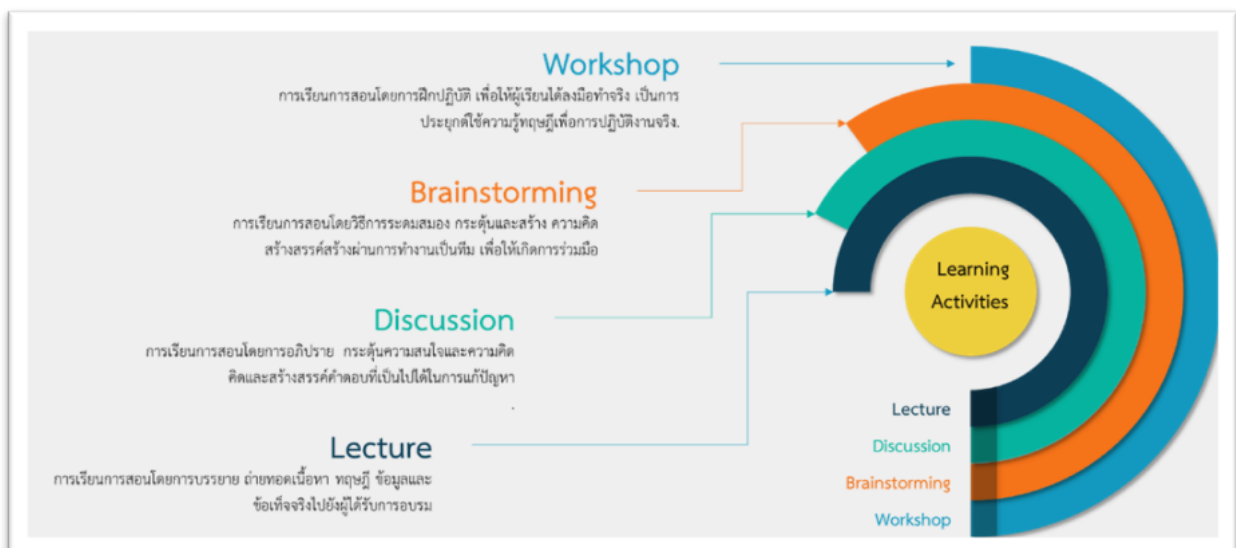 Workshop
การเรียนการสอนโดยการฝึกปฏิบัติ เพื่อให้ผู้เรียนได้ลงมือทำจริง เป็นการ
ประยุกต์ใช้ความรู้ทฤษฎีเพื่อการปฏิบัติงานจริง.
Brainstorming
การเรียนการสอนโดยวิธีการระดมสมอง กระตุ้นและสร้าง ความคิด
สร้างสรรค์สร้างผ่านการทำงานเป็นทีม เพื่อให้เกิดการร่วมมือ
Discussion
การเรียนการสอนโดยการอภิปราย กระตุ้นความสนใจและความคิด
คิดและสร้างสรรค์คำตอบที่เป็นไปได้ในการแก้ปัญหา
.
Lecture
การเรียนการสอนโดยการบรรยาย ถ่ายทอดเนื้อหา ทฤษฎี ข้อมูลและ
ข้อเท็จจริงไปยังผู้ได้รับการอบรม
Learning
Activities
Lecture
Discussion
Brainstorming
Workshop